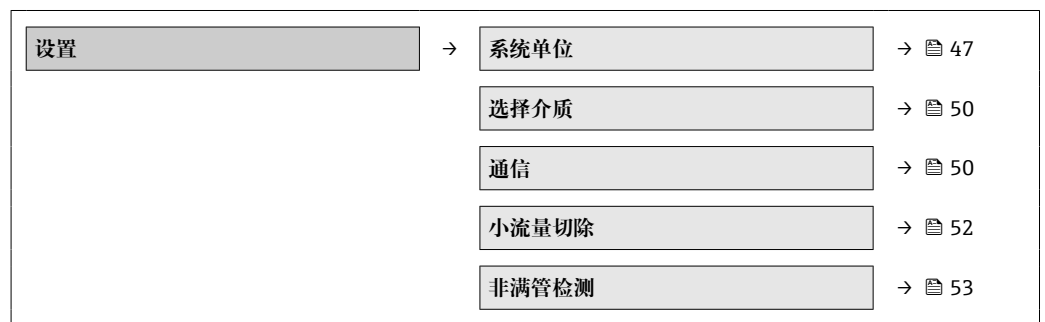 设置 → 系统单位 → 🖹 47
选择介质 → 🖹 50
通信 → 🖹 50
小流量切除 → 🖹 52
非满管检测 → 🖹 53